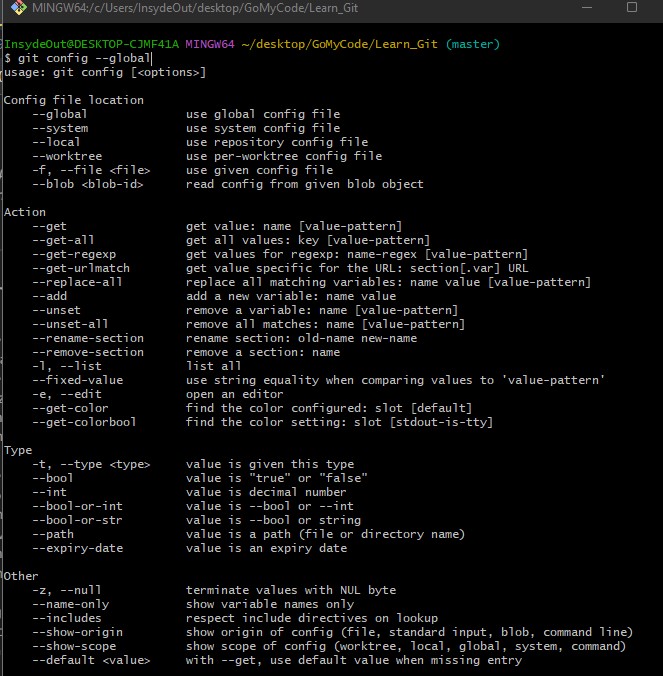 MINGW64:/c/Users/InsydeOut/desktop/GoMyCode/Learn_Git
InsydeOut@DESKTOP-CJMF41A MINGW64 ~/desktop/GoMyCode/Learn_Git (master)
$ git config --global
usage: git config [<options>]
Config file location
--global use global config file
--system use system config file
--local use repository config file
--worktree use per-worktree config file
-f, --file <file> use given config file
--blob <blob-id> read config from given blob object
Action
--get get value: name [value-pattern]
--get-all get all values: key [value-pattern]
--get-regexp get values for regexp: name-regex [value-pattern]
--get-urlmatch get value specific for the URL: section[.var] URL
--replace-all replace all matching variables: name value [value-pattern]
--add add a new variable: name value
--unset remove a variable: name [value-pattern]
--unset-all remove all matches: name [value-pattern]
--rename-section rename section: old-name new-name
--remove-section remove a section: name
-l, --list list all
--fixed-value use string equality when comparing values to 'value-pattern'
-e, --edit open an editor
--get-color find the color configured: slot [default]
--get-colorbool find the color setting: slot [stdout-is-tty]
Type
-t, --type <type> value is given this type
--bool value is "true" or "false"
--int value is decimal number
--bool-or-int value is --bool or --int
--bool-or-str value is --bool or string
--path value is a path (file or directory name)
--expiry-date value is an expiry date
Other
-z, --null terminate values with NUL byte
--name-only show variable names only
--includes respect include directives on lookup
--show-origin show origin of config (file, standard input, blob, command line)
--show-scope show scope of config (worktree, local, global, system, command)
--default <value> with --get, use default value when missing entry